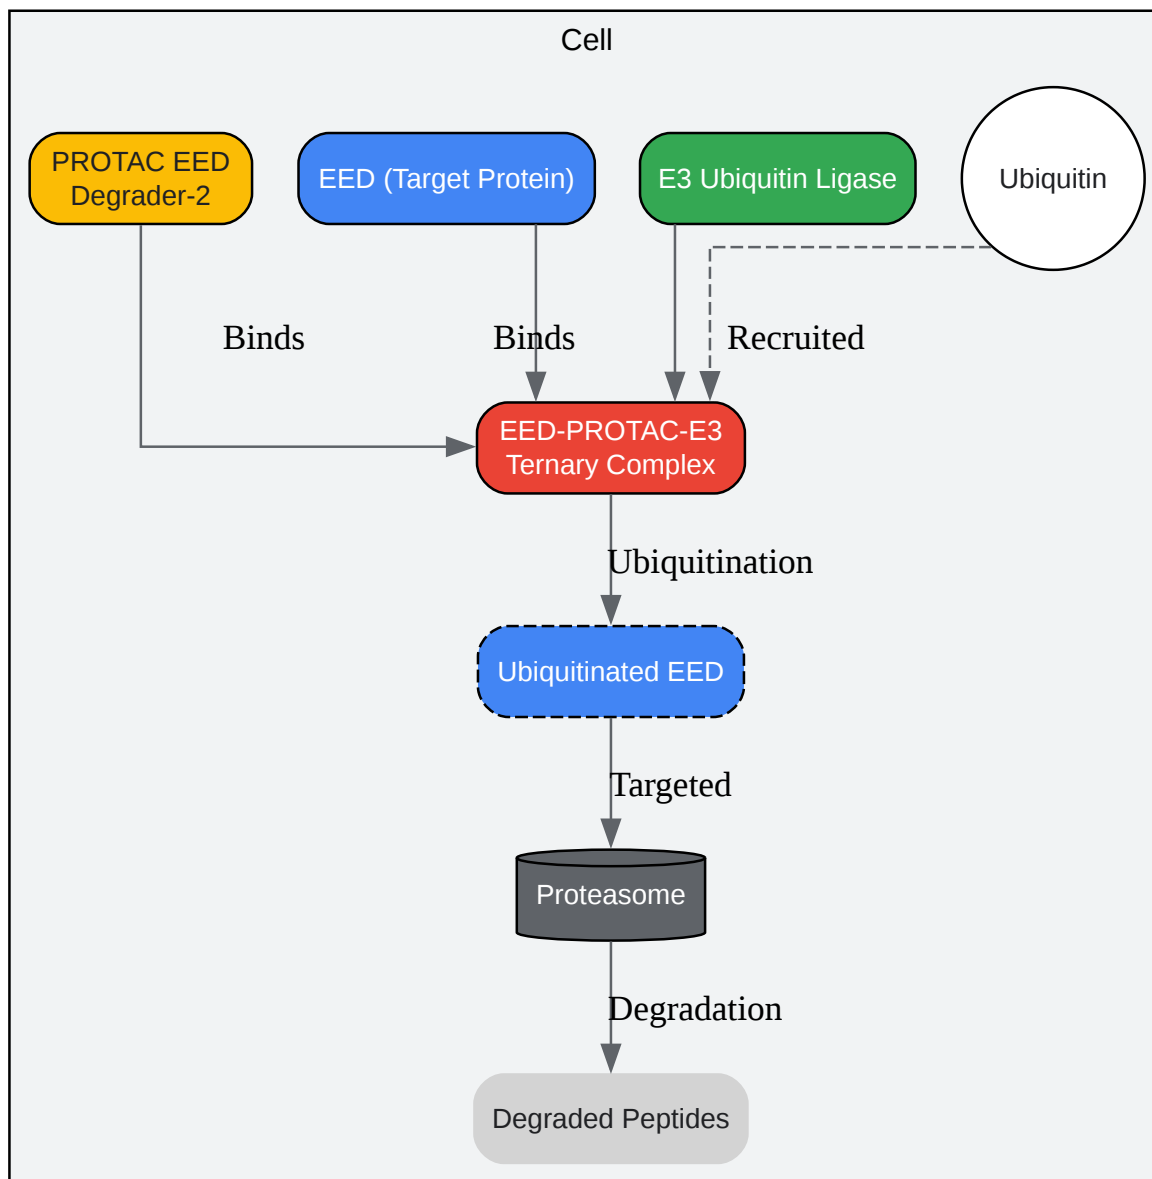 Cell
PROTAC EED
Degrader-2
EED (Target Protein)
E3 Ubiquitin Ligase
Ubiquitin
Binds
Binds
Recruited
EED-PROTAC-E3
Ternary Complex
Ubiquitination
Ubiquitinated EED
Targeted
Proteasome
Degradation
Degraded Peptides